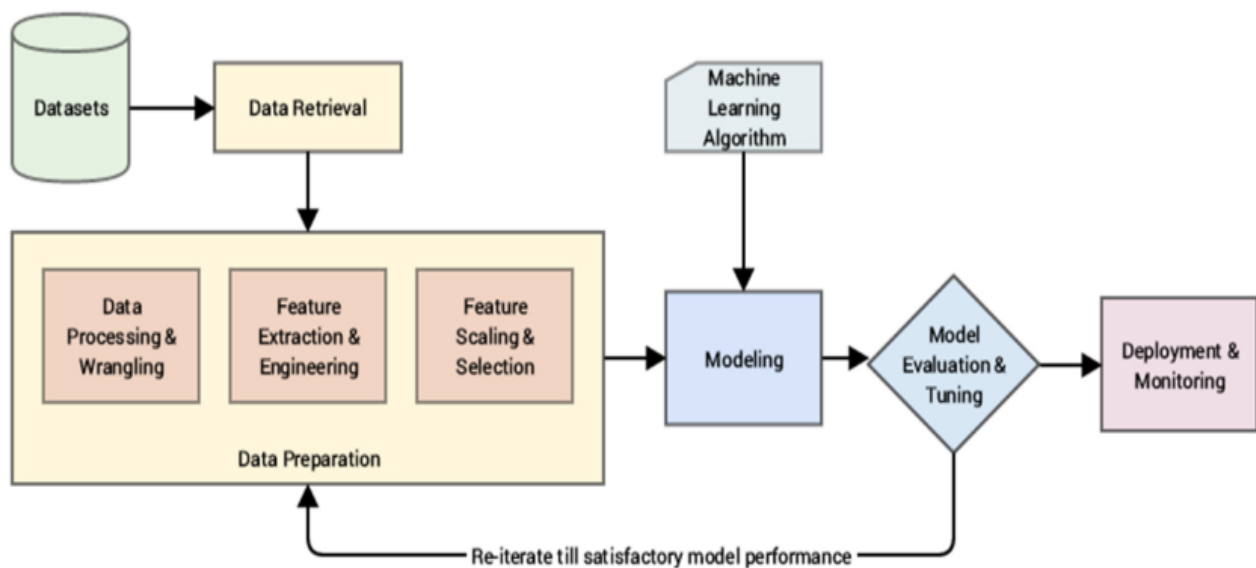 Datasets
Data Retrieval
Machine
Learning
Algorithm
Data
Processing &
Wrangling
Feature
Extraction &
Engineering
Feature
Scaling &
Selection
Data Preparation
Modeling
Model
Evaluation &
Tuning
Deployment &
Monitoring
Re-iterate till satisfactory model performance